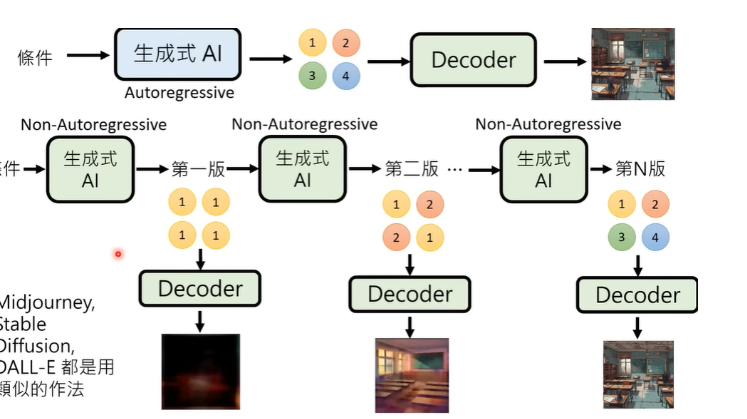 條件
生成式 AI
Autoregressive
1 2
3 4
Decoder
Non-Autoregressive Non-Autoregressive Non-Autoregressive
件 生成式 AI 第一版 生成式 AI 第二版 … 生成式 AI 第N版
1 1
1 1
1 2
2 1
1 2
3 4
Decoder Decoder Decoder
Midjourney,
Stable
Diffusion,
DALL-E 都是用
類似的作法